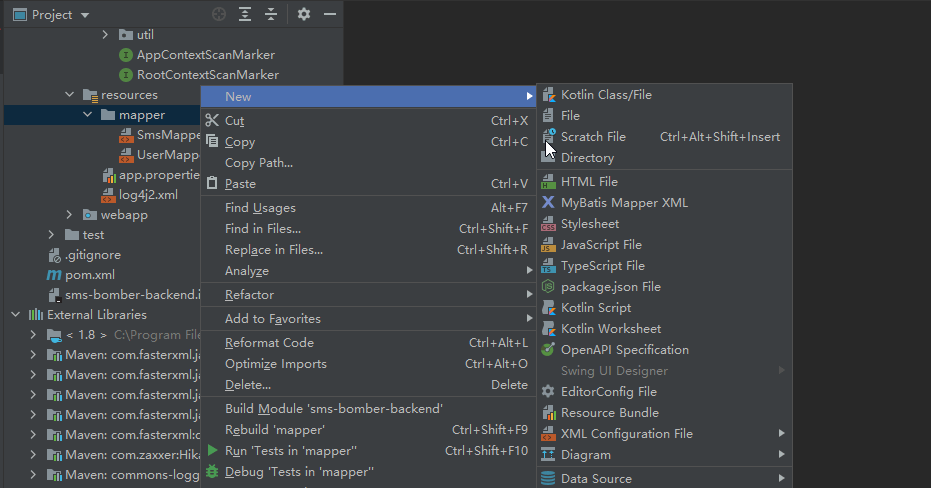 Project
util
AppContextScanMarker
RootContextScanMarker
resources
mapper
SmsMappe
UserMappe
app.propertie
log4j2.xml
webapp
test
.gitignore
pom.xml
sms-bomber-backend.i
External Libraries
< 1.8 > C:\Program File
Maven: com.fasterxml.ja
Maven: com.fasterxml.ja
Maven: com.fasterxml.ja
Maven: com.fasterxml.ja
Maven: com.fasterxml:c
Maven: com.zaxxer:Hika
Maven: commons-logg
New
Cut Ctrl+X
Copy Ctrl+C
Copy Path...
Paste Ctrl+V
Find Usages Alt+F7
Find in Files... Ctrl+Shift+F
Replace in Files... Ctrl+Shift+R
Analyze
Refactor
Add to Favorites
Reformat Code Ctrl+Alt+L
Optimize Imports Ctrl+Alt+O
Delete... Delete
Build Module 'sms-bomber-backend'
Rebuild 'mapper' Ctrl+Shift+F9
Run 'Tests in 'mapper'' Ctrl+Shift+F10
Debug 'Tests in 'mapper''
Kotlin Class/File
File
Scratch File Ctrl+Alt+Shift+Insert
Directory
HTML File
MyBatis Mapper XML
Stylesheet
JavaScript File
TypeScript File
package.json File
Kotlin Script
Kotlin Worksheet
OpenAPI Specification
Swing UI Designer
EditorConfig File
Resource Bundle
XML Configuration File
Diagram
Data Source